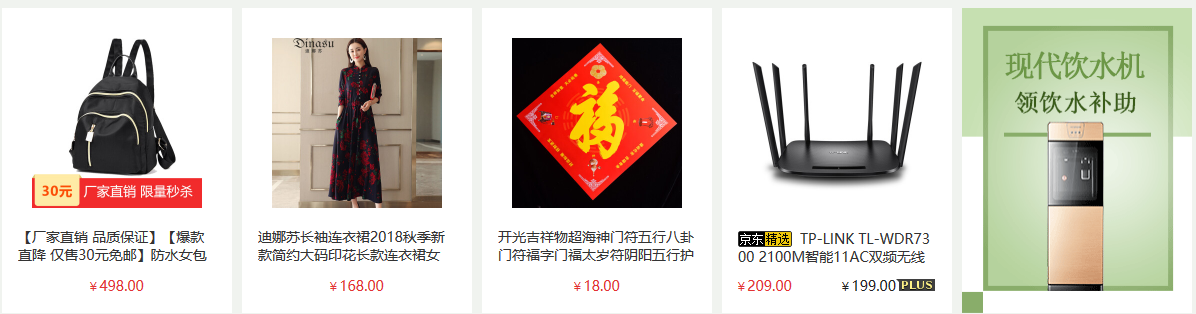 30元 厂家直销 限量秒杀
【厂家直销 品质保证】【爆款
直降 仅售30元免邮】防水女包
￥498.00
Dinasu
迪娜苏长袖连衣裙2018秋季新
款简约大码印花长款连衣裙女
￥168.00
福
开光吉祥物超海神门符五行八卦
门符福字门福太岁符阴阳五行护
￥18.00
京东精选 TP-LINK TL-WDR73
00 2100M智能11AC双频无线
￥209.00 ￥199.00 PLUS
现代饮水机
领饮水补助